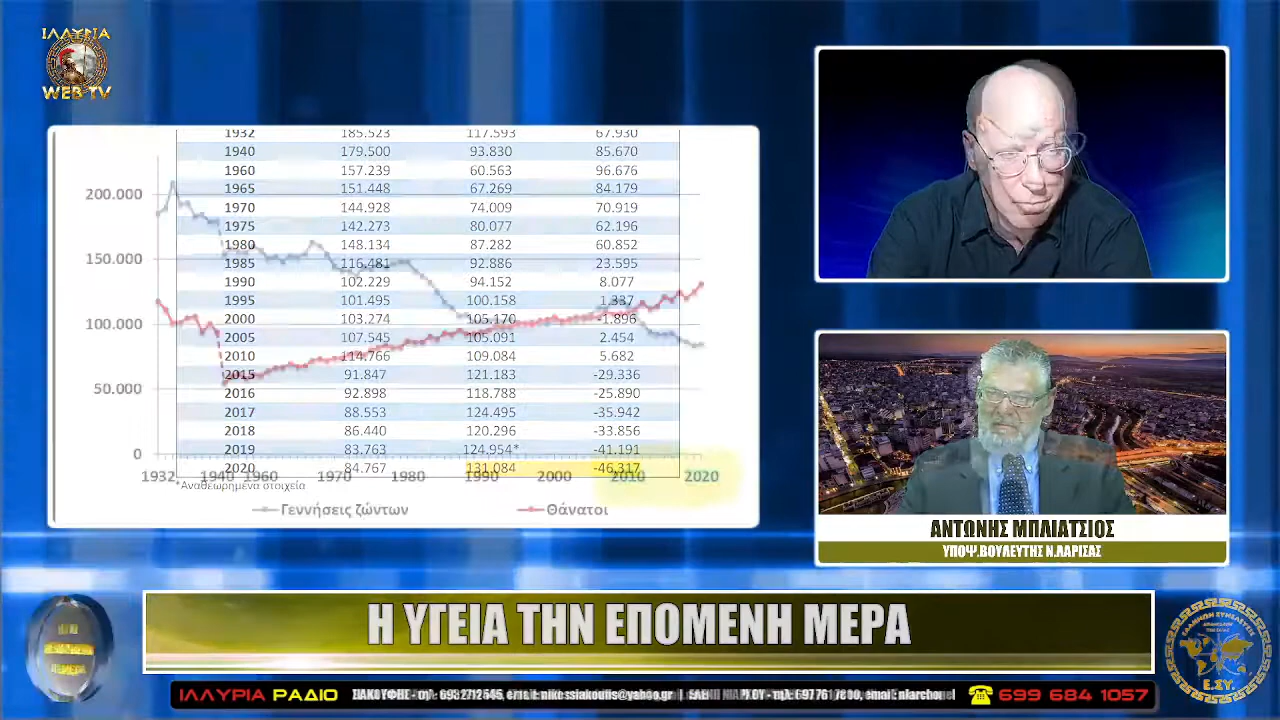 ΙΛΛΥΡΙΑ
WEB TV
1932 185.523 117.593 67.930
1940 179.500 93.830 85.670
1960 157.239 60.563 96.676
1965 151.448 67.269 84.179
1970 144.928 74.009 70.919
1975 142.273 80.077 62.196
1980 148.134 87.282 60.852
1985 116.481 92.886 23.595
1990 102.229 94.152 8.077
1995 101.495 100.158 1.337
2000 103.274 105.170 -1.896
2005 107.545 105.091 2.454
2010 114.766 109.084 5.682
2015 91.847 121.183 -29.336
2016 92.898 118.788 -25.890
2017 88.553 124.495 -35.942
2018 86.440 120.296 -33.856
2019 83.763 124.954* -41.191
2020 84.767 131.084 -46.317
*Αναθεωρημένα στοιχεία
200.000
150.000
100.000
50.000
0
1932 1940 1960 1970 1980 1990 2000 2010 2020
Γεννήσεις ζώντων Θάνατοι
ΑΝΤΩΝΗΣ ΜΠΛΙΑΤΣΙΟΣ
ΥΠΟΨ.ΒΟΥΛΕΥΤΗΣ Ν.ΛΑΡΙΣΑΣ
Η ΥΓΕΙΑ ΤΗΝ ΕΠΟΜΕΝΗ ΜΕΡΑ
ΙΛΛΥΡΙΑ ΡΑΔΙΟ
699 684 1057
Ε.ΣΥ.